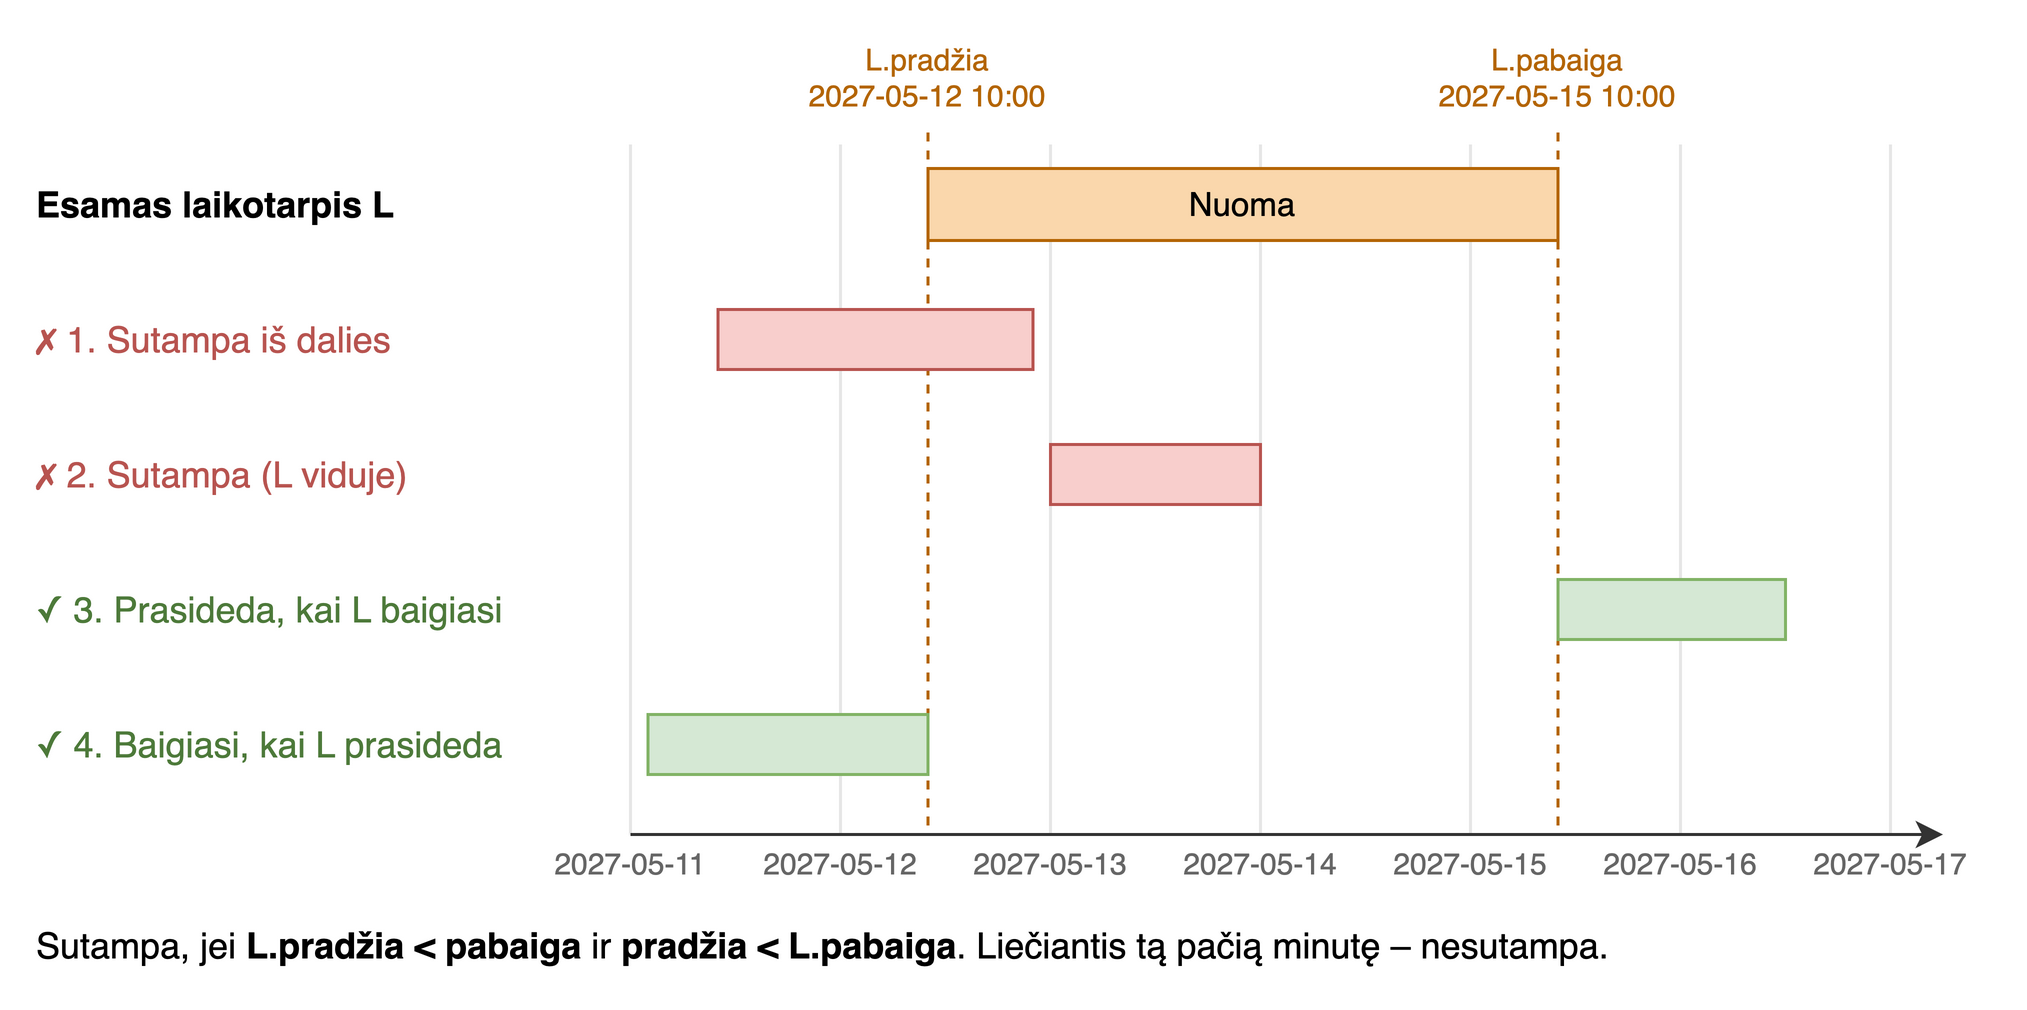 L.pradžia
2027-05-12 10:00
L.pabaiga
2027-05-15 10:00
Esamas laikotarpis L
Nuoma
✗ 1. Sutampa iš dalies
✗ 2. Sutampa (L viduje)
✓ 3. Prasideda, kai L baigiasi
✓ 4. Baigiasi, kai L prasideda
2027-05-11
2027-05-12
2027-05-13
2027-05-14
2027-05-15
2027-05-16
2027-05-17
Sutampa, jei L.pradžia < pabaiga ir pradžia < L.pabaiga. Liečiantis tą pačią minutę – nesutampa.